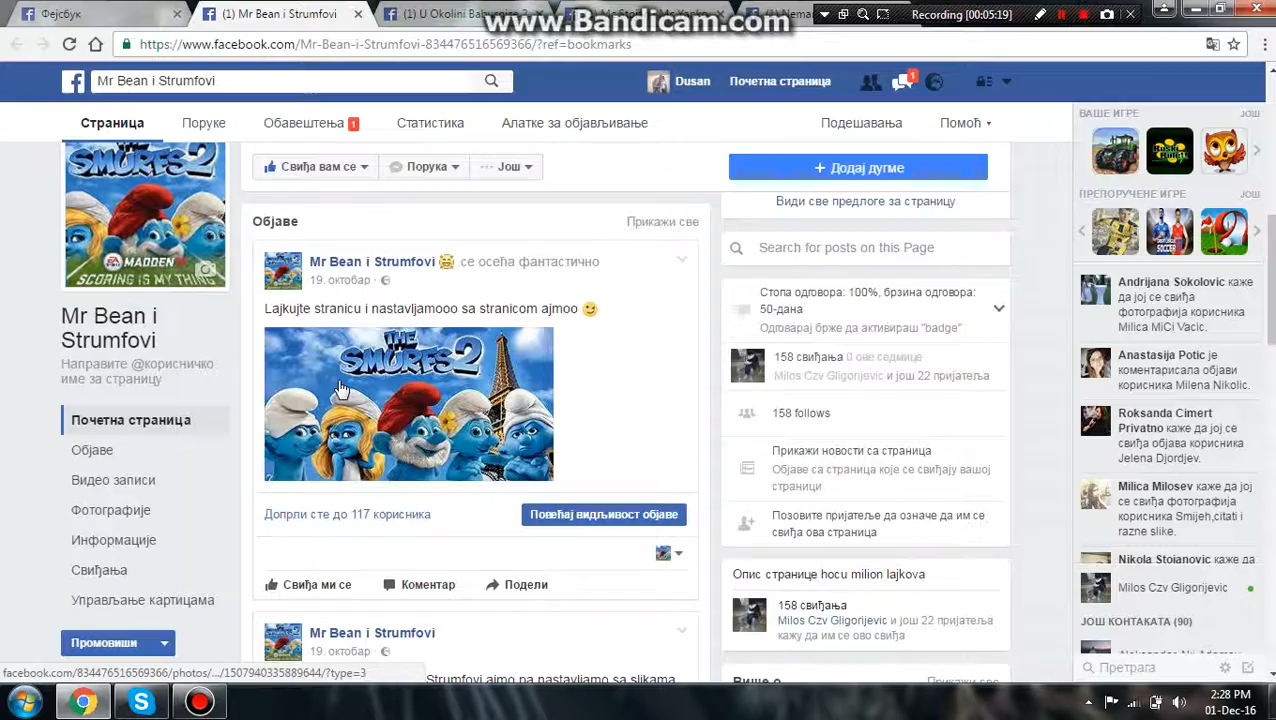 Фејсбук
(1) Mr Bean i Strumfovi
(1) U Okolini Baburnice 2
www.Bandicam.com
Recording [00:05:19]
https://www.facebook.com/Mr-Bean-i-Strumfovi-834476516569366/?ref=bookmarks
Mr Bean i Strumfovi
Dusan
Почетна страница
1
Страница
Поруке
Обавештења 1
Статистика
Алатке за објављивање
Подешавања
Помоћ
ВАШЕ ИГРЕ
ЈОШ
ПРЕПОРУЧЕНЕ ИГРЕ
ЈОШ
THE
SMURFS 2
EA MADDEN
SCORING IS MY THING
Mr Bean i
Strumfovi
Направите @корисничко
име за страницу
Почетна страница
Објаве
Видео записи
Фотографије
Информације
Свиђања
Управљање картицама
Промовиши
Свиђа вам се
Порука
Још
Додај дугме
Објаве
Прикажи све
Mr Bean i Strumfovi се осећа фантастично
19. октобар
Lajkujte stranicu i nastavljamooo sa stranicom ajmoo
THE
SMURFS 2
Допрли сте до 117 корисника
Повећај видљивост објаве
Свиђа ми се
Коментар
Подели
Mr Bean i Strumfovi
19. октобар
Strumfovi ajmo pa nastavljamo sa slikama
Види све предлоге за страницу
Search for posts on this Page
Стопа одговора: 100%, брзина одговора:
50-дана
Одговарај брже да активираш "badge"
158 свиђања 0 ове седмице
Milos Czv Gligorijevic и још 22 пријатеља
158 follows
Прикажи новости са страница
Објаве са страница које се свиђају вашој
страници
Позовите пријатеље да означе да им се
свиђа ова страница
Опис странице hocu milion lajkova
158 свиђања
Milos Czv Gligorijevic и још 22 пријатеља
кажу да им се ово свиђа
Више о
Прикажи све
Andrijana Sokolovic каже
да јој се свиђа
фотографија корисника
Milica MiCi Vacic.
Anastasija Potic је
коментарисала објави
корисника Milena Nikolic.
Roksanda Cimert
Privatno каже да јој се
свиђа објава корисника
Jelena Djordjev.
Milica Milosev каже да јој
се свиђа фотографија
корисника Smijeh,citati i
razne slike.
Nikola Stojanovic каже да
Milos Czv Gligorijevic
ЈОШ КОНТАКАТА (90)
Претрага
facebook.com/834476516569366/photos/.../1507940335889644/?type=3
2:28 PM
01-Dec-16